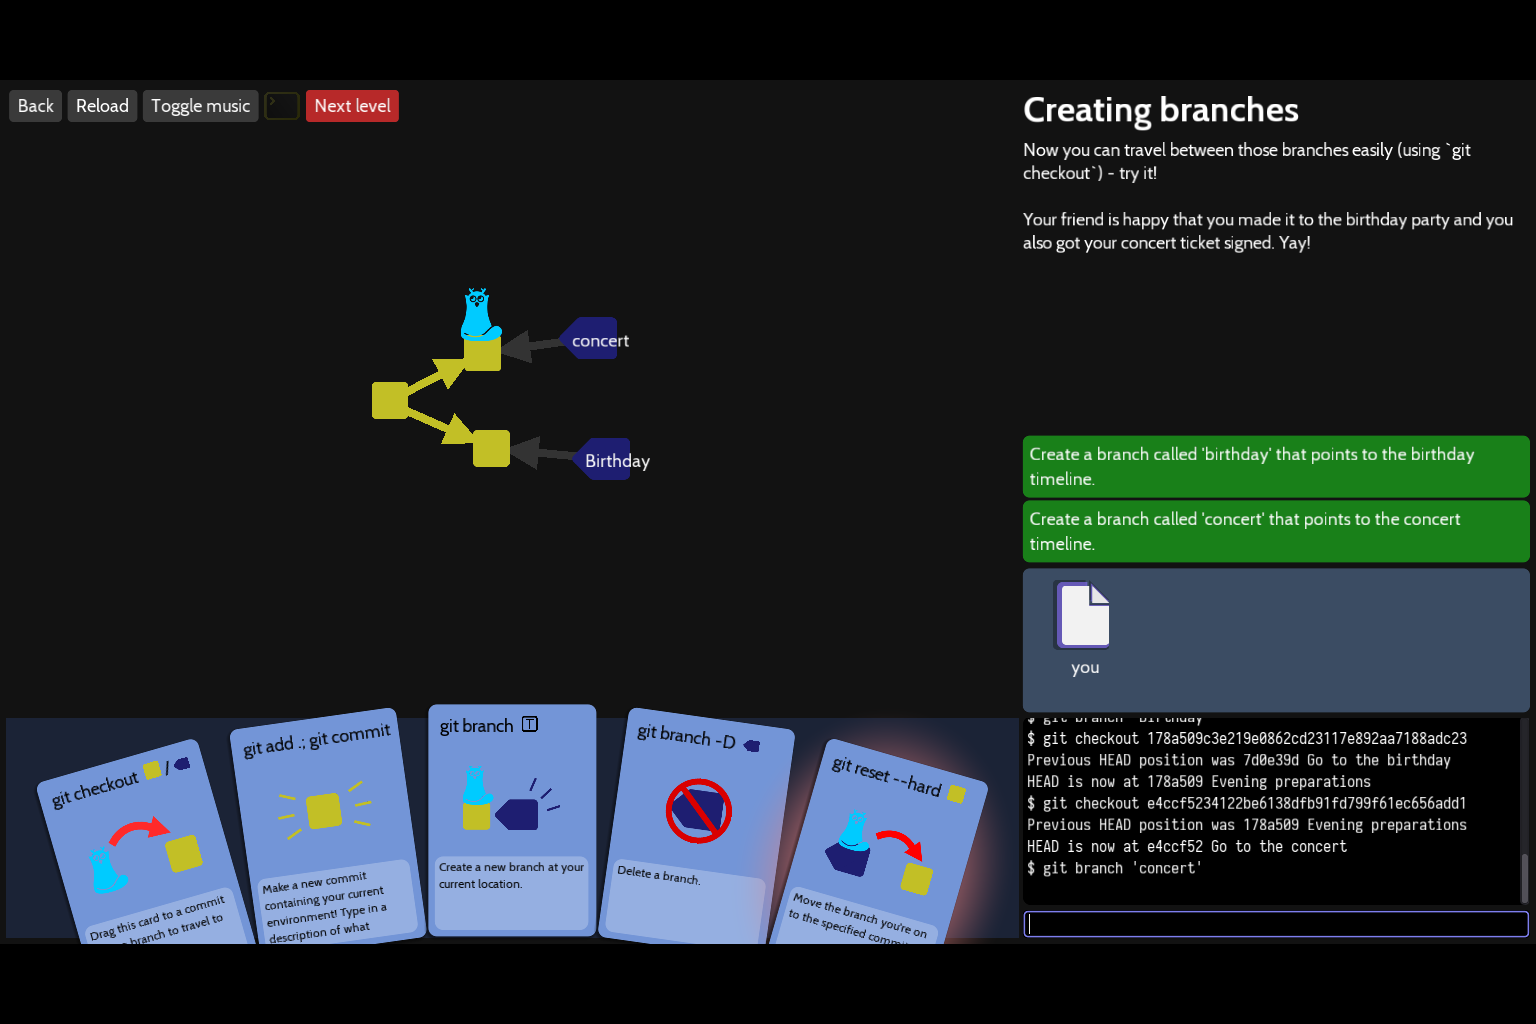 Back
Reload
Toggle music
Next level
Creating branches
Now you can travel between those branches easily (using `git
checkout`) - try it!
Your friend is happy that you made it to the birthday party and you
also got your concert ticket signed. Yay!
concert
Birthday
Create a branch called 'birthday' that points to the birthday
timeline.
Create a branch called 'concert' that points to the concert
timeline.
you
git checkout /
Drag this card to a commit
branch to travel to
git add .; git commit
Make a new commit
containing your current
environment! Type in a
description of what
git branch T
Create a new branch at your
current location.
git branch -D
Delete a branch.
git reset --hard
Move the branch you're on
to the specified commit
$ git branch 'Birthday'
$ git checkout 178a509c3e219e0862cd23117e892aa7188adc23
Previous HEAD position was 7d0e39d Go to the birthday
HEAD is now at 178a509 Evening preparations
$ git checkout e4ccf5234122be6138dfb91fd799f61ec656add1
Previous HEAD position was 178a509 Evening preparations
HEAD is now at e4ccf52 Go to the concert
$ git branch 'concert'